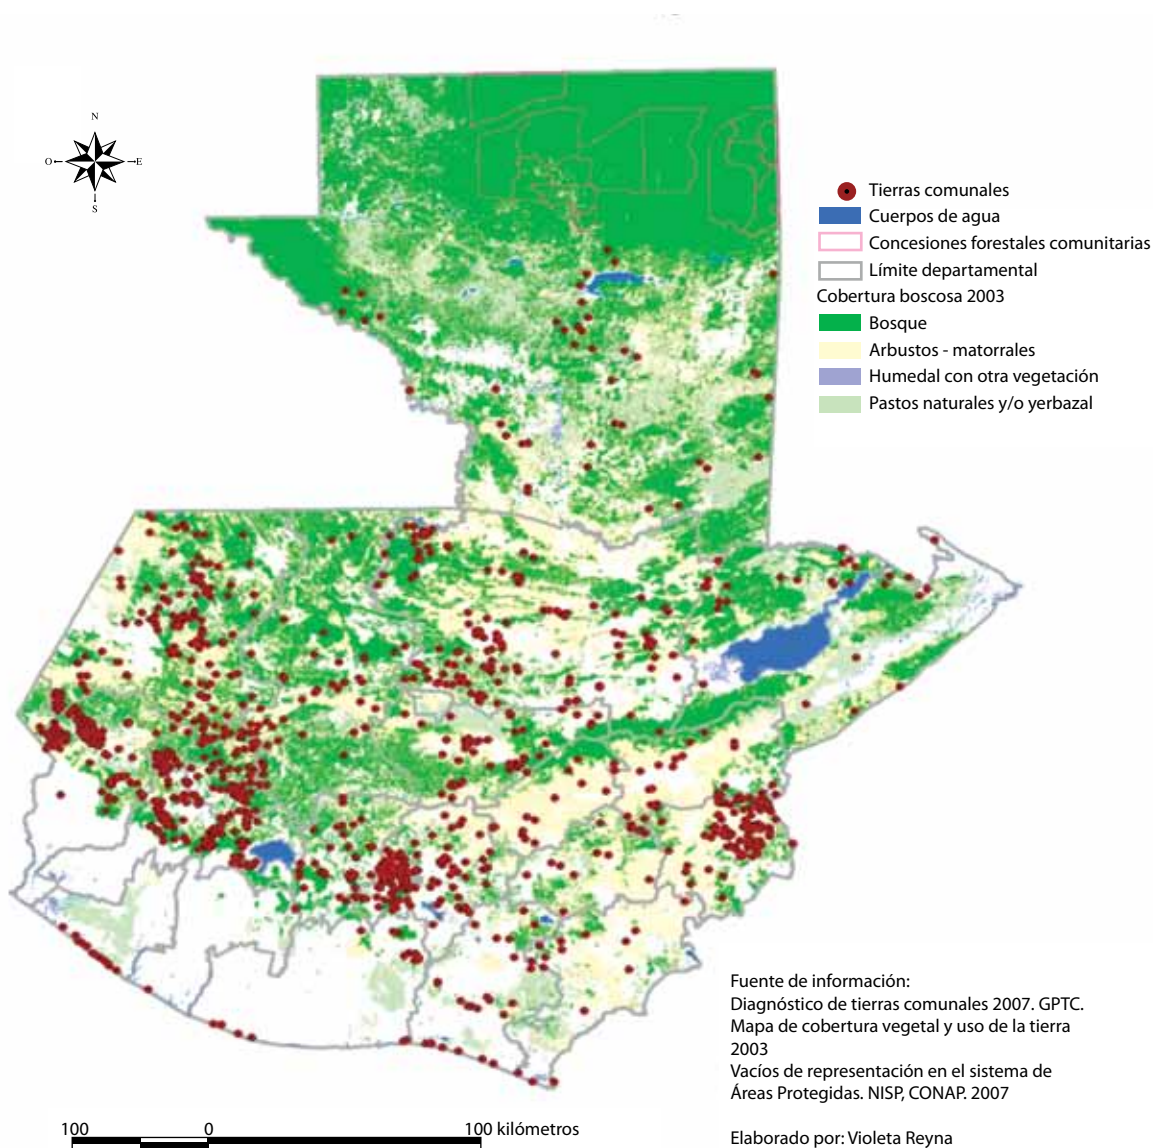 N
O
E
S
Tierras comunales
Cuerpos de agua
Concesiones forestales comunitarias
Límite departamental
Cobertura boscosa 2003
Bosque
Arbustos - matorrales
Humedal con otra vegetación
Pastos naturales y/o yerbazal
Fuente de información:
Diagnóstico de tierras comunales 2007. GPTC.
Mapa de cobertura vegetal y uso de la tierra
2003
Vacíos de representación en el sistema de
Áreas Protegidas. NISP, CONAP. 2007
Elaborado por: Violeta Reyna
100 0 100 kilómetros